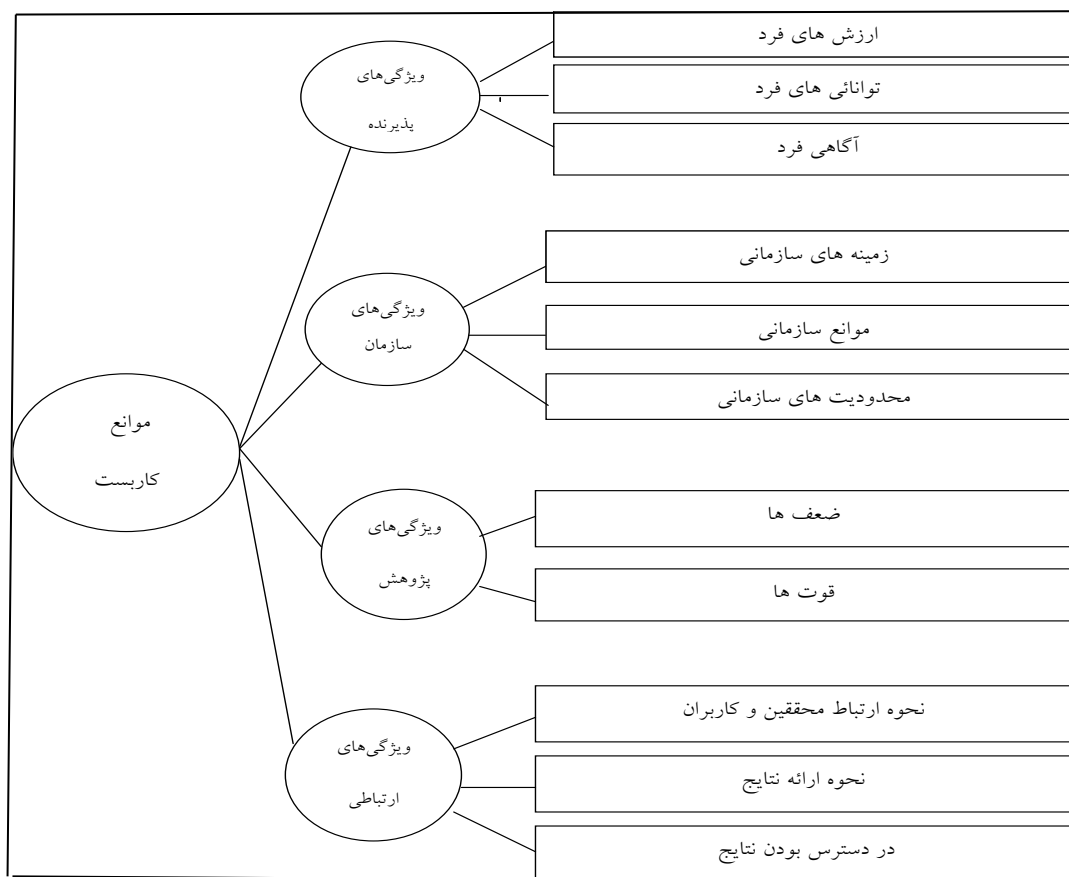 موانع
کاربست
ویژگی‌های
پذیرنده
ارزش های فرد
توانائی های فرد
آگاهی فرد
ویژگی‌های
سازمان
زمینه های سازمانی
موانع سازمانی
محدودیت های سازمانی
ویژگی‌های
پژوهش
ضعف ها
قوت ها
ویژگی‌های
ارتباطی
نحوه ارتباط محققین و کاربران
نحوه ارائه نتایج
در دسترس بودن نتایج